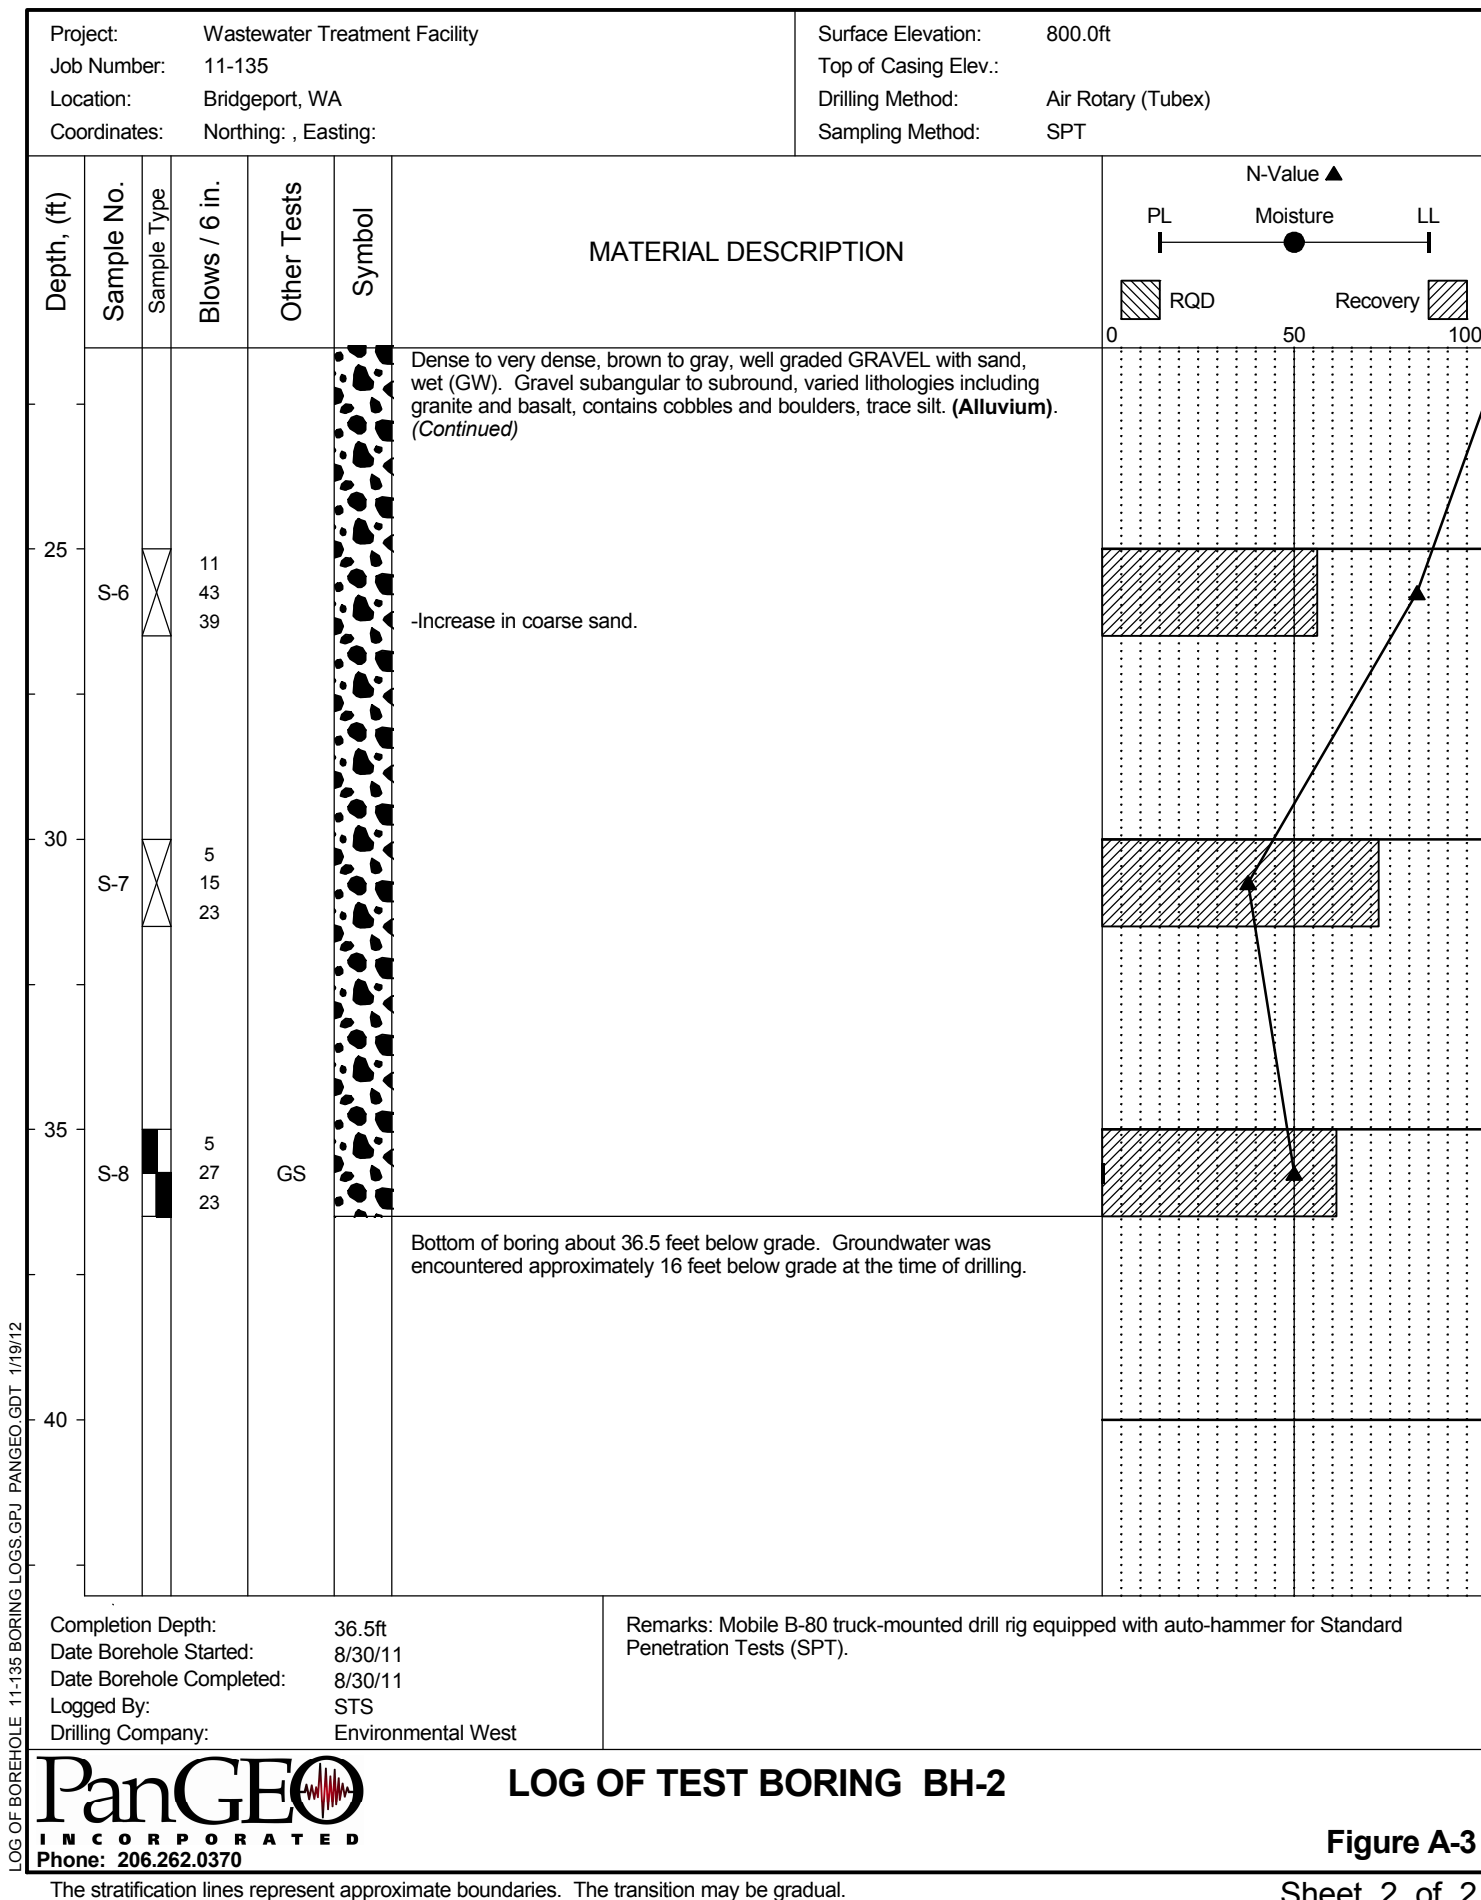 Project: Wastewater Treatment Facility
Job Number: 11-135
Location: Bridgeport, WA
Coordinates: Northing: , Easting:
Surface Elevation: 800.0ft
Top of Casing Elev.:
Drilling Method: Air Rotary (Tubex)
Sampling Method: SPT
Depth, (ft)
Sample No.
Sample Type
Blows / 6 in.
Other Tests
Symbol
MATERIAL DESCRIPTION
N-Value
PL Moisture LL
RQD Recovery
0 50 100
Dense to very dense, brown to gray, well graded GRAVEL with sand,
wet (GW). Gravel subangular to subround, varied lithologies including
granite and basalt, contains cobbles and boulders, trace silt. (Alluvium).
(Continued)
25
S-6
11
43
39
-Increase in coarse sand.
30
S-7
5
15
23
35
S-8
5
27
23
GS
Bottom of boring about 36.5 feet below grade. Groundwater was
encountered approximately 16 feet below grade at the time of drilling.
40
Completion Depth: 36.5ft
Date Borehole Started: 8/30/11
Date Borehole Completed: 8/30/11
Logged By: STS
Drilling Company: Environmental West
Remarks: Mobile B-80 truck-mounted drill rig equipped with auto-hammer for Standard
Penetration Tests (SPT).
LOG OF BOREHOLE 11-135 BORING LOGS.GPJ PANGEO.GDT 1/19/12
PanGEO
INCORPORATED
Phone: 206.262.0370
LOG OF TEST BORING BH-2
Figure A-3
The stratification lines represent approximate boundaries. The transition may be gradual.
Sheet 2 of 2